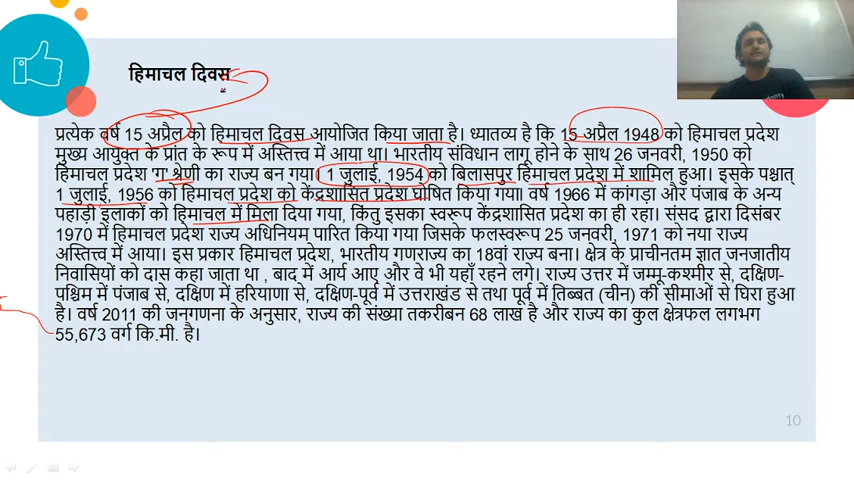 हिमाचल दिवस
प्रत्येक वर्ष 15 अप्रैल को हिमाचल दिवस आयोजित किया जाता है। ध्यातव्य है कि 15 अप्रैल 1948 को हिमाचल प्रदेश
मुख्य आयुक्त के प्रांत के रूप में अस्तित्त्व में आया था। भारतीय संविधान लागू होने के साथ 26 जनवरी, 1950 को
हिमाचल प्रदेश 'ग' श्रेणी का राज्य बन गया। 1 जुलाई, 1954 को बिलासपुर हिमाचल प्रदेश में शामिल हुआ। इसके पश्चात्
1 जुलाई, 1956 को हिमाचल प्रदेश को केंद्रशासित प्रदेश घोषित किया गया। वर्ष 1966 में कांगड़ा और पंजाब के अन्य
पहाड़ी इलाकों को हिमाचल में मिला दिया गया, किंतु इसका स्वरूप केंद्रशासित प्रदेश का ही रहा। संसद द्वारा दिसंबर
1970 में हिमाचल प्रदेश राज्य अधिनियम पारित किया गया जिसके फलस्वरूप 25 जनवरी, 1971 को नया राज्य
अस्तित्त्व में आया। इस प्रकार हिमाचल प्रदेश, भारतीय गणराज्य का 18वां राज्य बना। क्षेत्र के प्राचीनतम ज्ञात जनजातीय
निवासियों को दास कहा जाता था , बाद में आर्य आए और वे भी यहाँ रहने लगे। राज्य उत्तर में जम्मू-कश्मीर से, दक्षिण-
पश्चिम में पंजाब से, दक्षिण में हरियाणा से, दक्षिण-पूर्व में उत्तराखंड से तथा पूर्व में तिब्बत (चीन) की सीमाओं से घिरा हुआ
है। वर्ष 2011 की जनगणना के अनुसार, राज्य की संख्या तकरीबन 68 लाख है और राज्य का कुल क्षेत्रफल लगभग
55,673 वर्ग कि.मी. है।
10